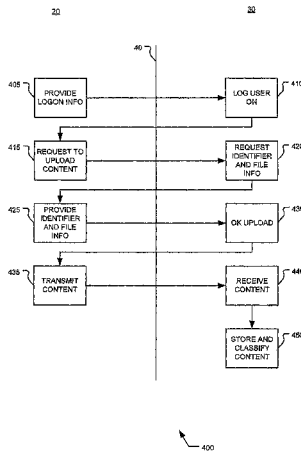 20
30
40
405
PROVIDE
LOGON INFO
410
LOG USER
ON
415
REQUEST TO
UPLOAD
CONTENT
420
REQUEST
IDENTIFIER
AND FILE
INFO
425
PROVIDE
IDENTIFIER
AND FILE
INFO
430
OK UPLOAD
435
TRANSMIT
CONTENT
440
RECEIVE
CONTENT
450
STORE AND
CLASSIFY
CONTENT
400